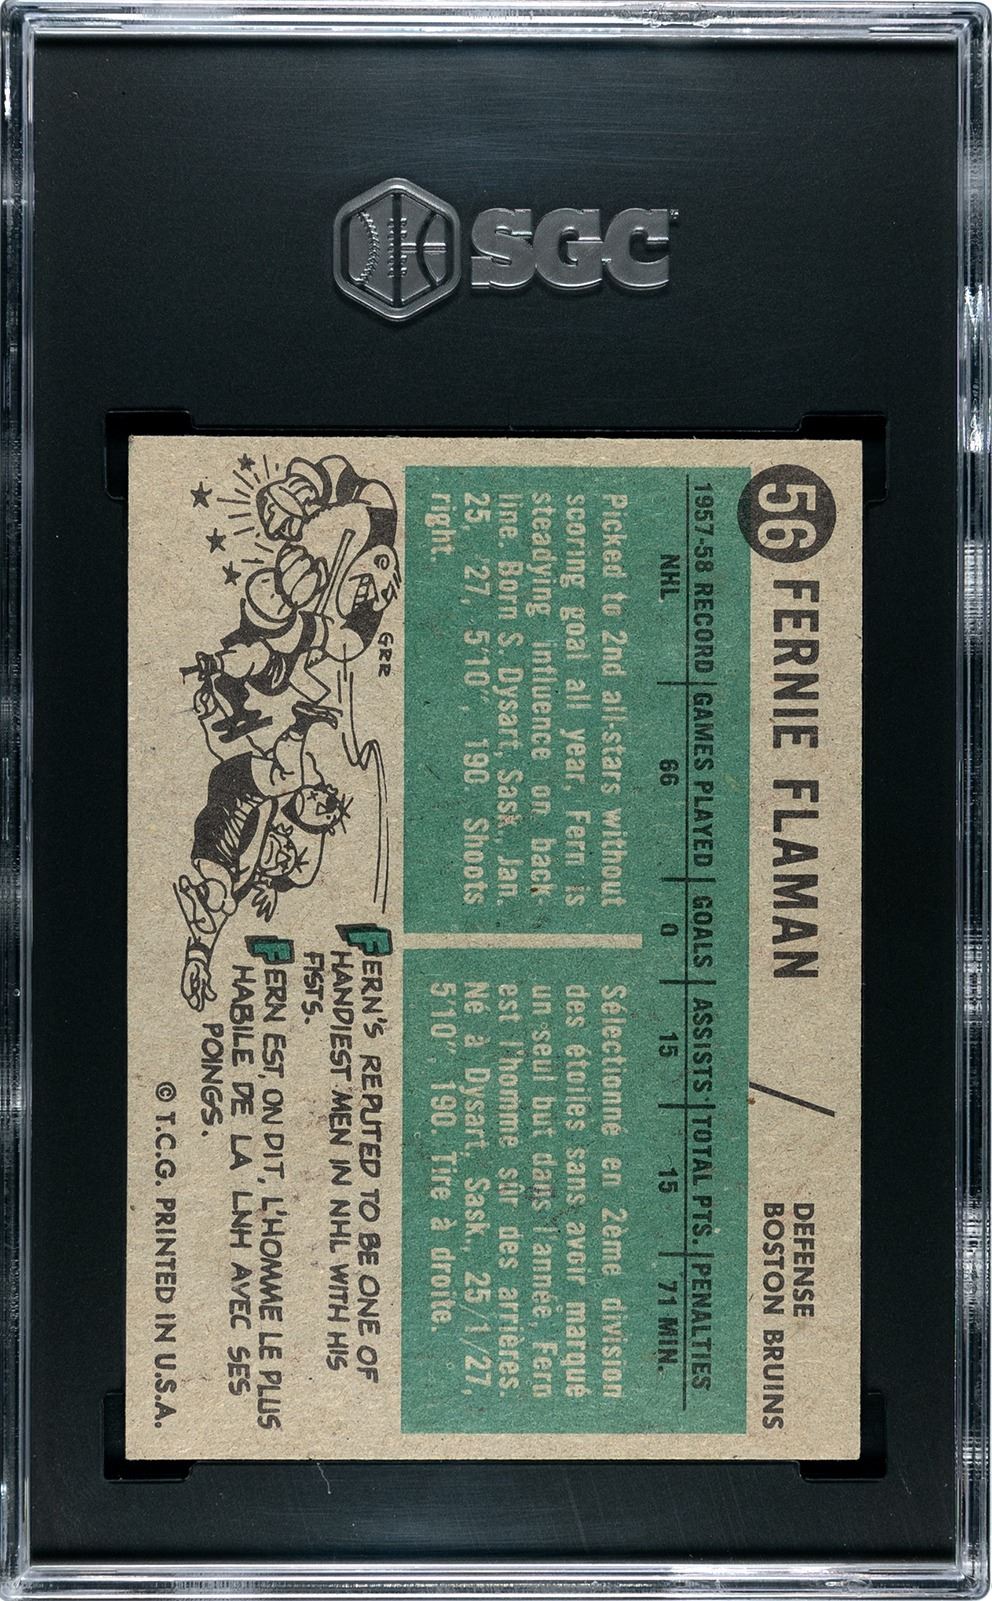 SGC
56 FERNIE FLAMAN
DEFENSE
BOSTON BRUINS
1957-58 RECORD GAMES PLAYED GOALS ASSISTS TOTAL PTS. PENALTIES
NHL 66 0 15 15 71 MIN.
Picked to 2nd all-stars without
scoring goal all year, Fern is
steadying influence on back-
line. Born S. Dysart, Sask, Jan.
25, '27, 5'10", 190. Shoots
right.
Sélectionné en 2ème division
des étoiles sans avoir marqué
un seul but dans l'année, Fern
est l'homme sûr des arrières.
Né à Dysart, Sask., 25/1/27,
5'10", 190. Tire à droite.
GRR
H
FERN'S REPUTED TO BE ONE OF
HANDIEST MEN IN NHL WITH HIS
FISTS.
FERN EST, ON DIT, L'HOMME LE PLUS
HABILE DE LA LNH AVEC SES
POINGS.
© T.C.G. PRINTED IN U.S.A.